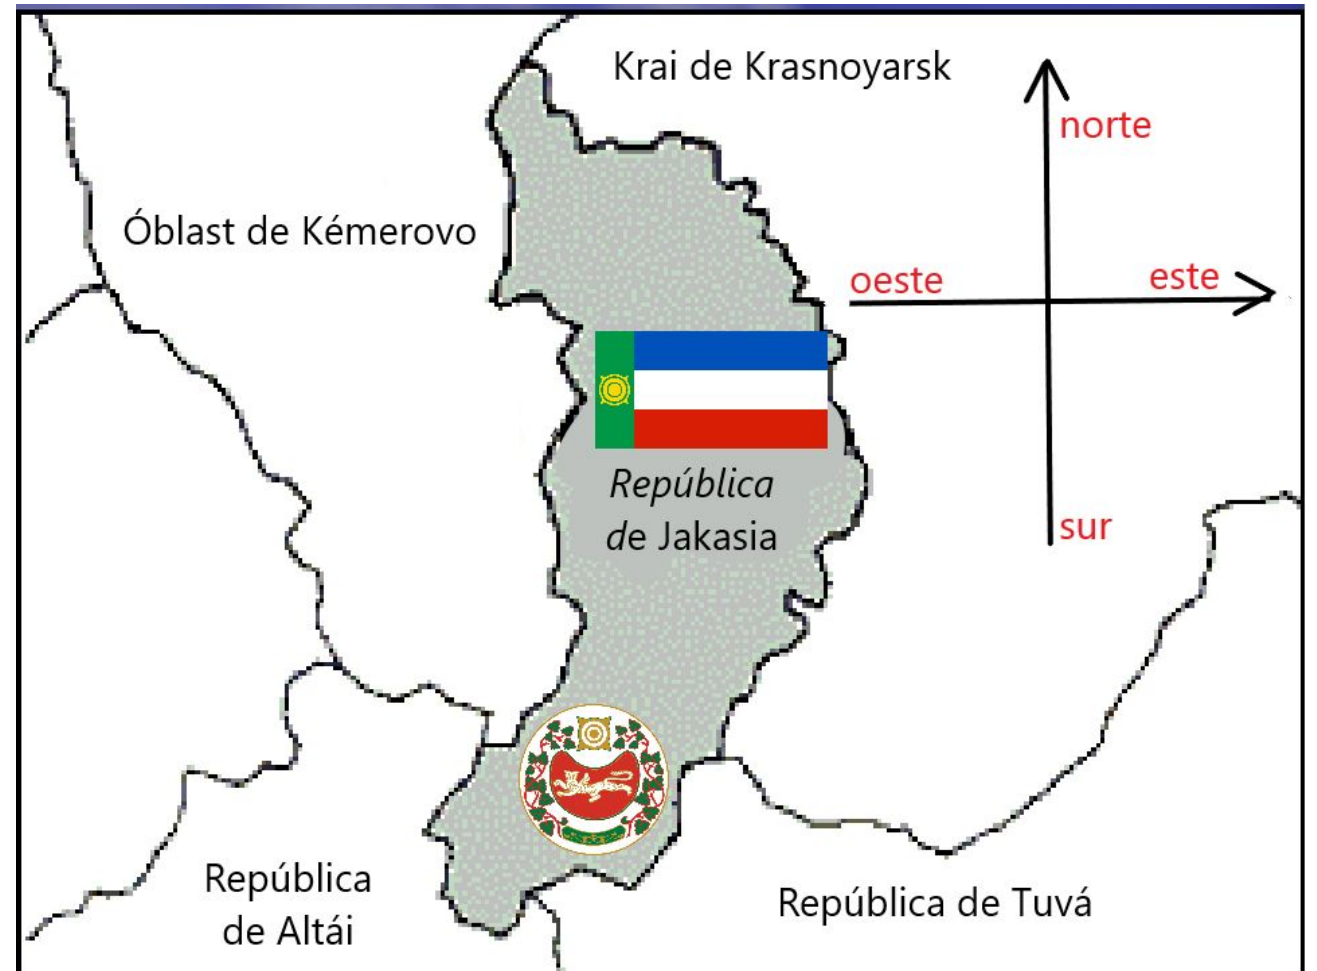 Krai de Krasnoyarsk
norte
Óblast de Kémerovo
oeste
este
República
de Jakasia
sur
República
de Altái
República de Tuvá